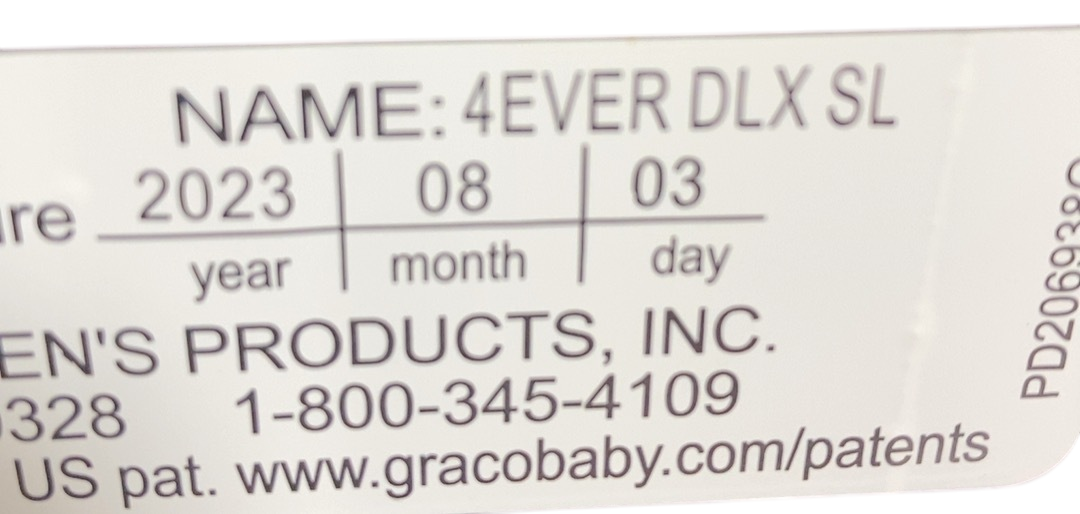 NAME: 4EVER DLX SL
2023 08 03
year month day
EN'S PRODUCTS, INC.
328 1-800-345-4109
US pat. www.gracobaby.com/patents